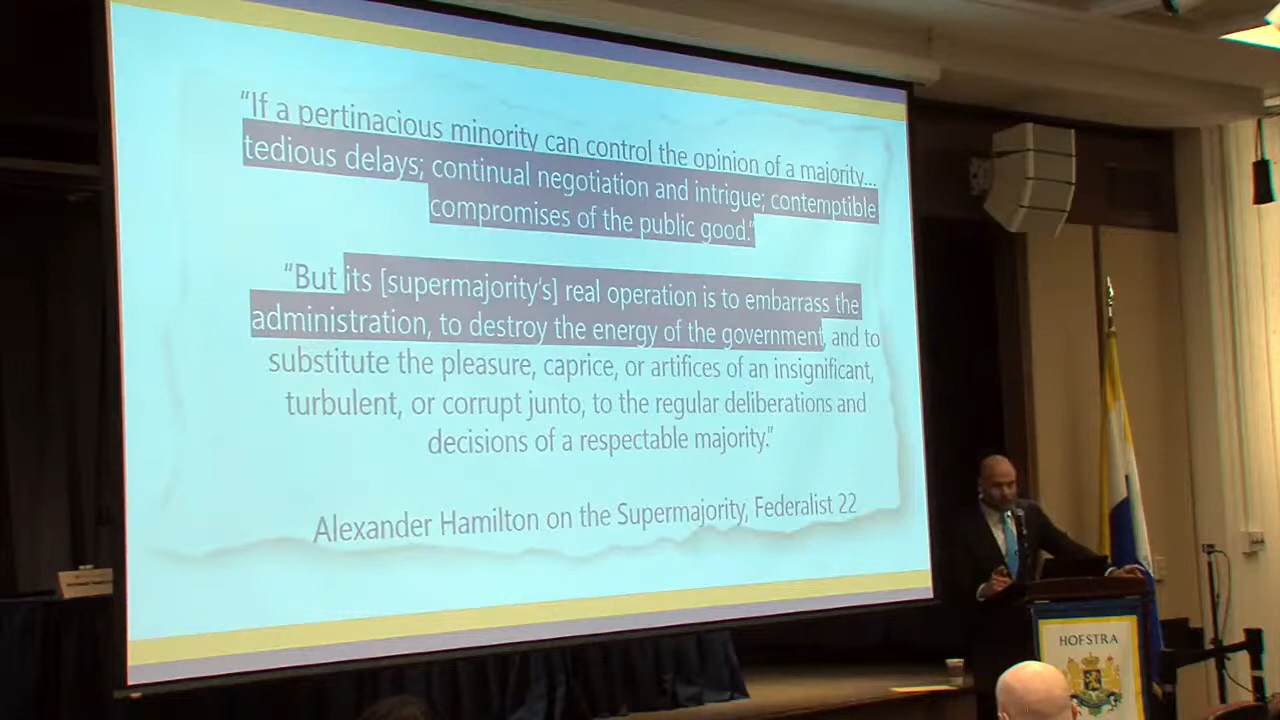 “If a pertinacious minority can control the opinion of a majority...
tedious delays; continual negotiation and intrigue; contemptible
compromises of the public good.”
“But its [supermajority’s] real operation is to embarrass the
administration, to destroy the energy of the government, and to
substitute the pleasure, caprice, or artifices of an insignificant,
turbulent, or corrupt junto, to the regular deliberations and
decisions of a respectable majority.”
Alexander Hamilton on the Supermajority, Federalist 22
HOFSTRA